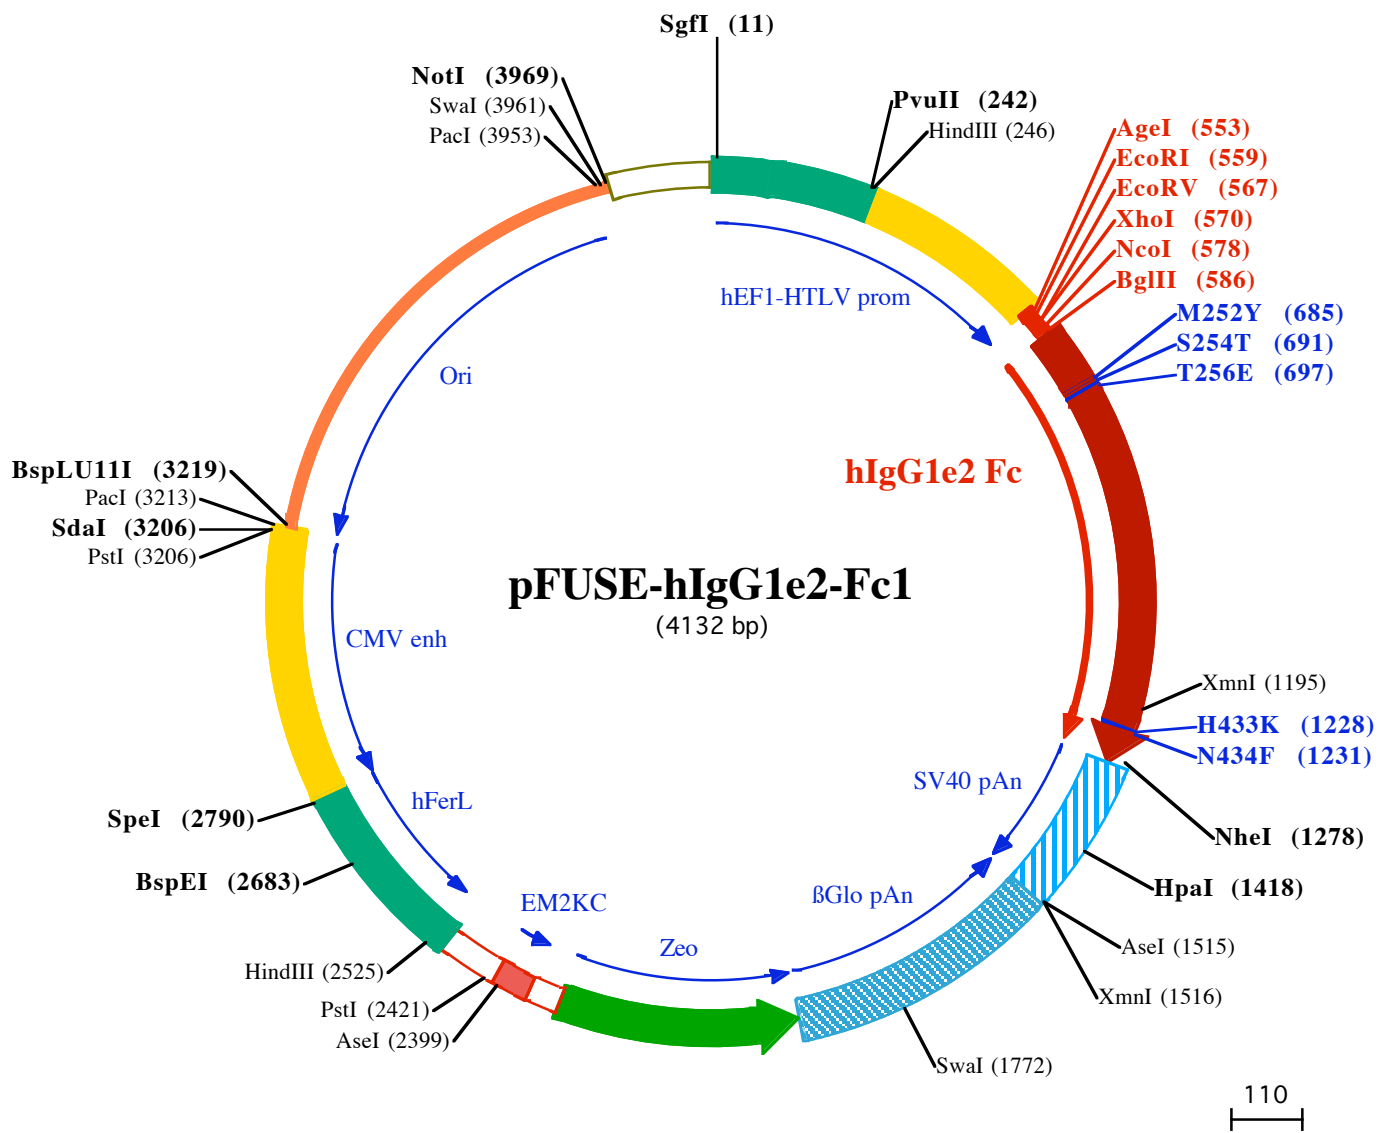 SgfI (11)
NotI (3969)
SwaI (3961)
PacI (3953)
PvuII (242)
HindIII (246)
AgeI (553)
EcoRI (559)
EcoRV (567)
XhoI (570)
NcoI (578)
BglII (586)
M252Y (685)
S254T (691)
T256E (697)
hEF1-HTLV prom
Ori
hIgG1e2 Fc
BspLU11I (3219)
PacI (3213)
SdaI (3206)
PstI (3206)
pFUSE-hIgG1e2-Fc1
(4132 bp)
CMV enh
XmnI (1195)
H433K (1228)
N434F (1231)
SV40 pAn
hFerL
SpeI (2790)
NheI (1278)
BspEI (2683)
HpaI (1418)
ßGlo pAn
EM2KC
Zeo
AseI (1515)
HindIII (2525)
XmnI (1516)
PstI (2421)
AseI (2399)
SwaI (1772)
110